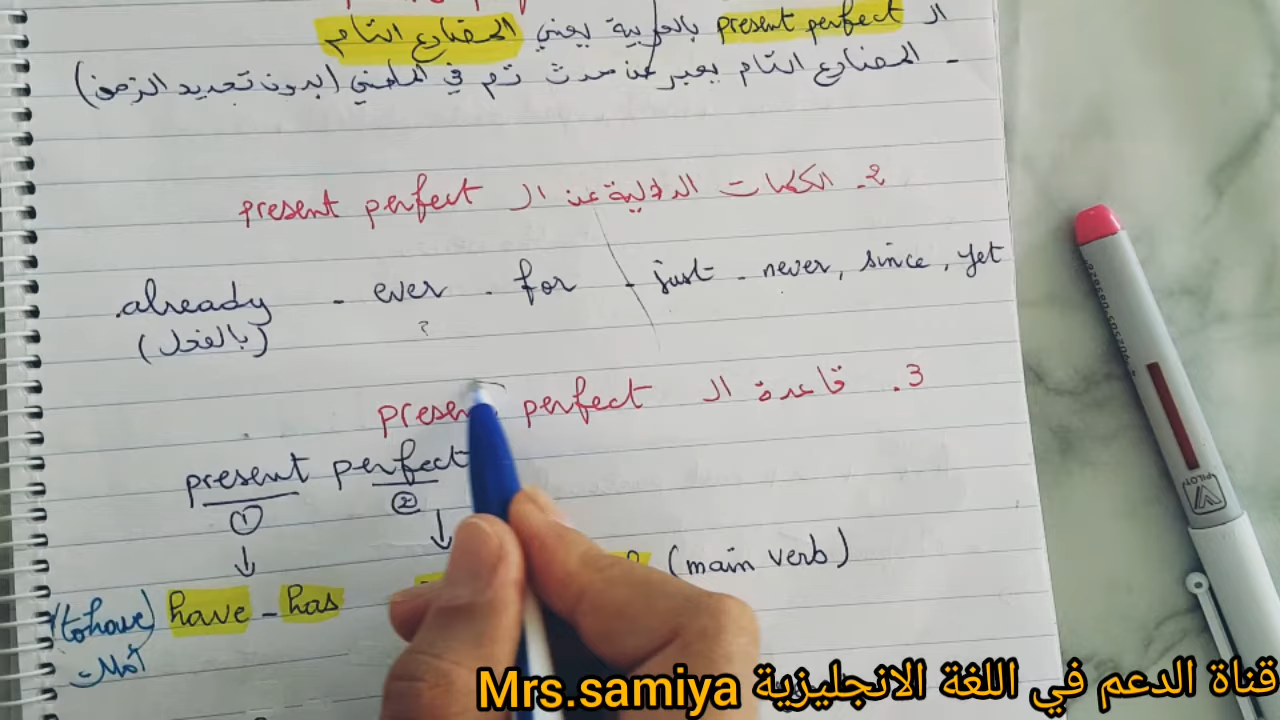 الـ present perfect بالعربية يعني المضارع التام
- المضارع التام يعبر عن حدث تم في الماضي (بدون تحديد الزمن)
2. الكلمات الدالية عن الـ present perfect
already - ever - for - just - never, since, yet
(بالفعل) ?
3. قاعدة الـ present perfect
present perfect
① ②
(to have) have - has (main verb)
أملك
PILOT
Mrs.samiya قناة الدعم في اللغة الانجليزية